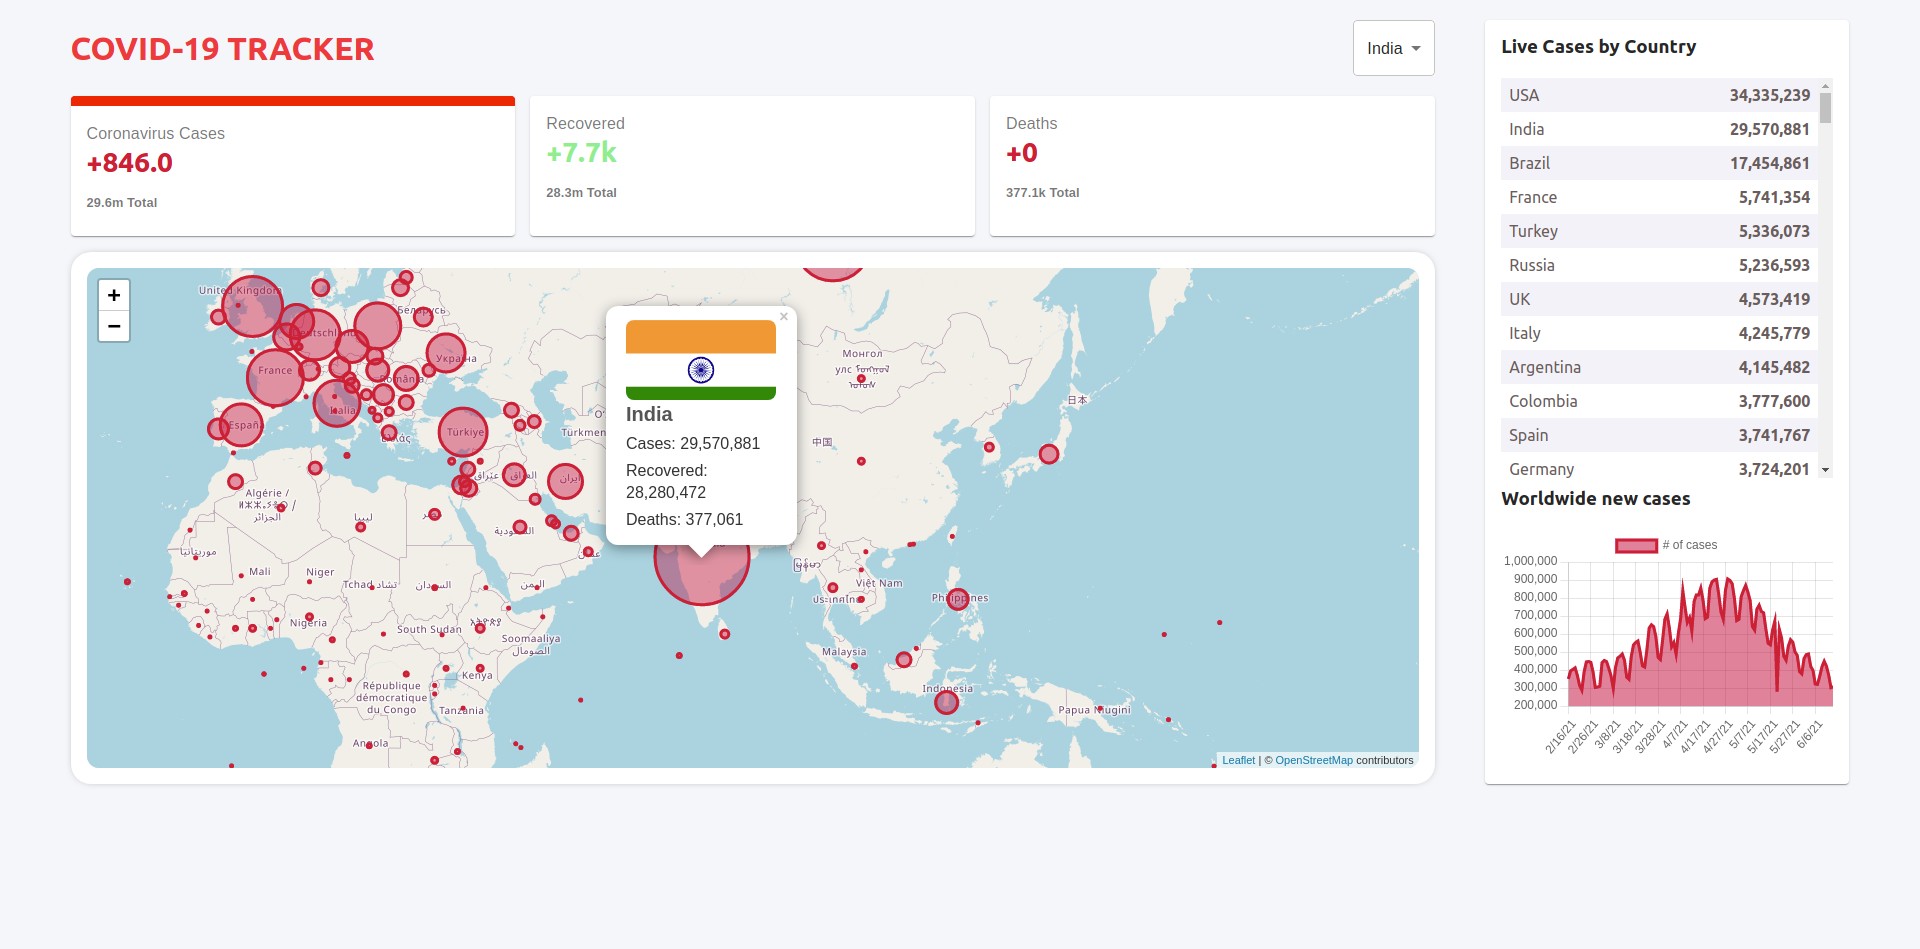 COVID-19 TRACKER
India
Coronavirus Cases
+846.0
29.6m Total
Recovered
+7.7k
28.3m Total
Deaths
+0
377.1k Total
+
−
United Kingdom
Беларусь
Deutschland
Україна
France
România
Italia
España
Türkiye
Ελλάς
Türkmen
ایران
Algérie /
الجزائر
ليبيا
مصر
السعودية
عمان
موريتانيا
Mali
Niger
Tchad تشاد
السودان
اليمن
Nigeria
South Sudan
Soomaaliya
الصومال
Kenya
République
démocratique
du Congo
Tanzania
Angola
Монгол
улс
中国
日本
Việt Nam
ประเทศไทย
Philippines
Malaysia
Indonesia
Papua Niugini
×
India
Cases: 29,570,881
Recovered:
28,280,472
Deaths: 377,061
Leaflet | © OpenStreetMap contributors
Live Cases by Country
USA 34,335,239
India 29,570,881
Brazil 17,454,861
France 5,741,354
Turkey 5,336,073
Russia 5,236,593
UK 4,573,419
Italy 4,245,779
Argentina 4,145,482
Colombia 3,777,600
Spain 3,741,767
Germany 3,724,201
Worldwide new cases
# of cases
1,000,000
900,000
800,000
700,000
600,000
500,000
400,000
300,000
200,000
2/16/21
2/26/21
3/8/21
3/18/21
3/28/21
4/7/21
4/17/21
4/27/21
5/7/21
5/17/21
5/27/21
6/6/21